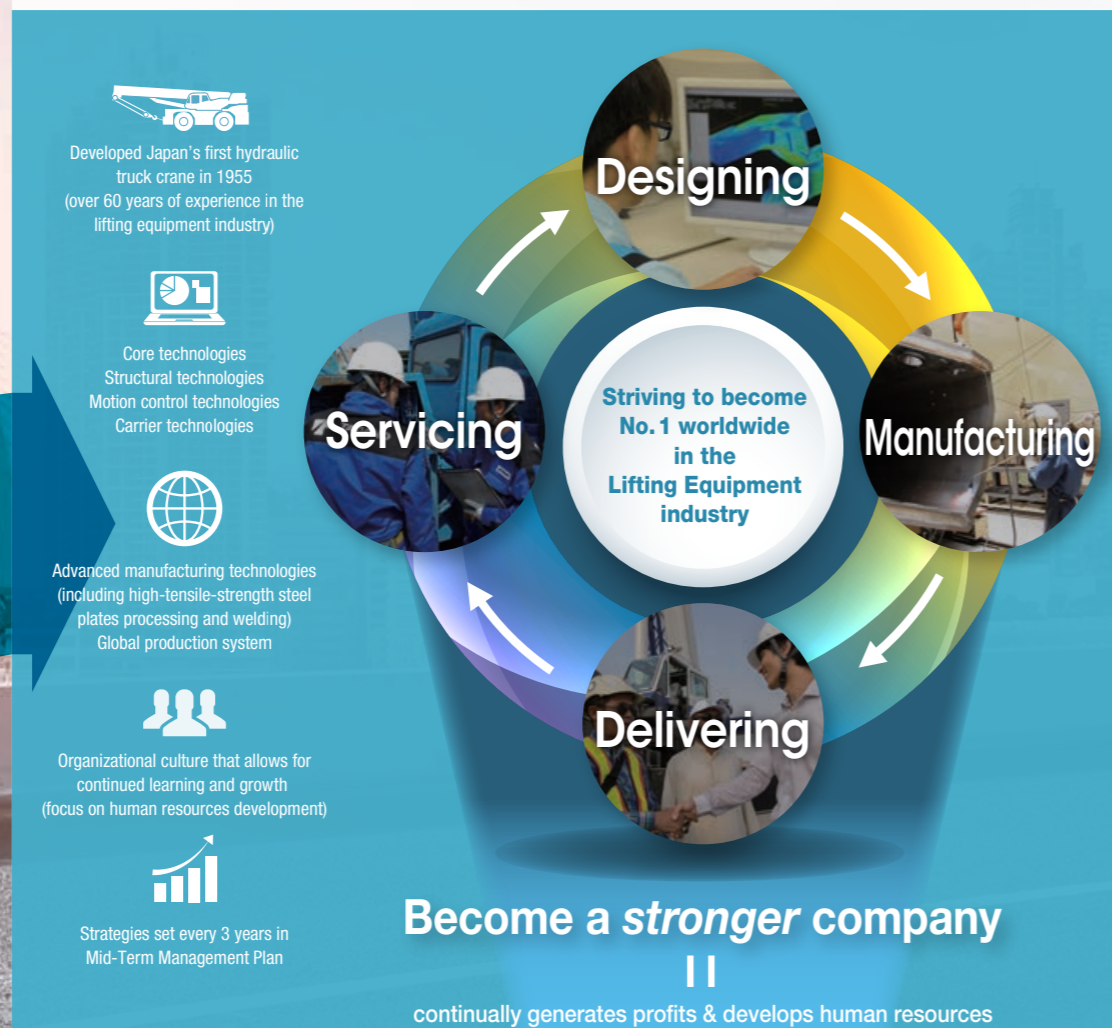 Developed Japan's first hydraulic
truck crane in 1955
(over 60 years of experience in the
lifting equipment industry)
Core technologies
Structural technologies
Motion control technologies
Carrier technologies
Advanced manufacturing technologies
(including high-tensile-strength steel
plates processing and welding)
Global production system
Organizational culture that allows for
continued learning and growth
(focus on human resources development)
Strategies set every 3 years in
Mid-Term Management Plan
Designing
Manufacturing
Delivering
Servicing
Striving to become
No.1 worldwide
in the
Lifting Equipment
industry
Become a stronger company
=
continually generates profits & develops human resources